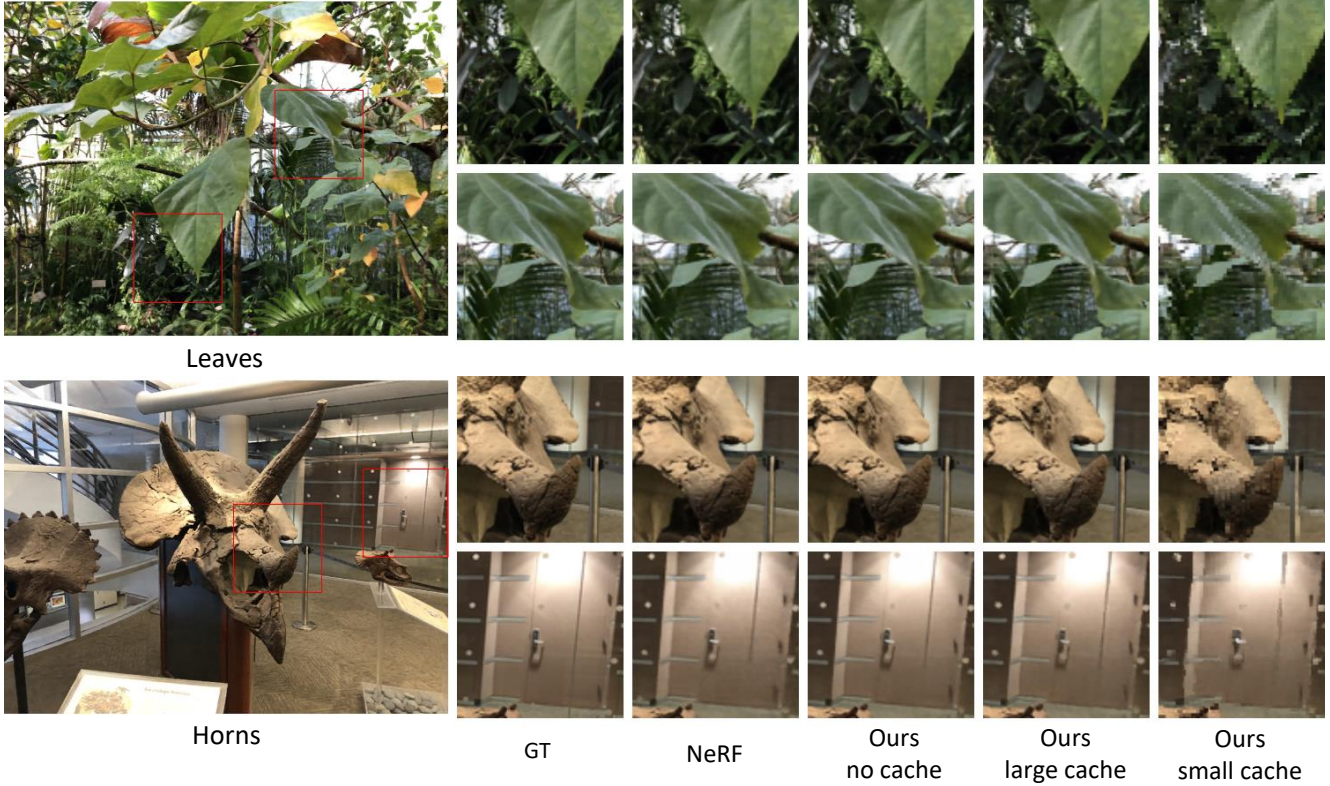 Leaves
Horns
GT
NeRF
Ours
no cache
Ours
large cache
Ours
small cache